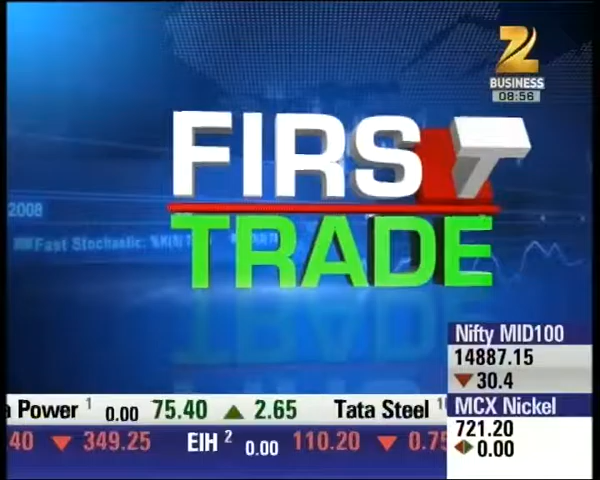 Z
BUSINESS
08:56
FIRST
TRADE
2008
Fast Stochastic: %K(5)
Nifty MID100
14887.15
▼ 30.4
a Power 1 0.00 75.40 ▲ 2.65 Tata Steel
MCX Nickel
721.20
0.00
40 ▼ 349.25 EIH 2 0.00 110.20 ▼ 0.75